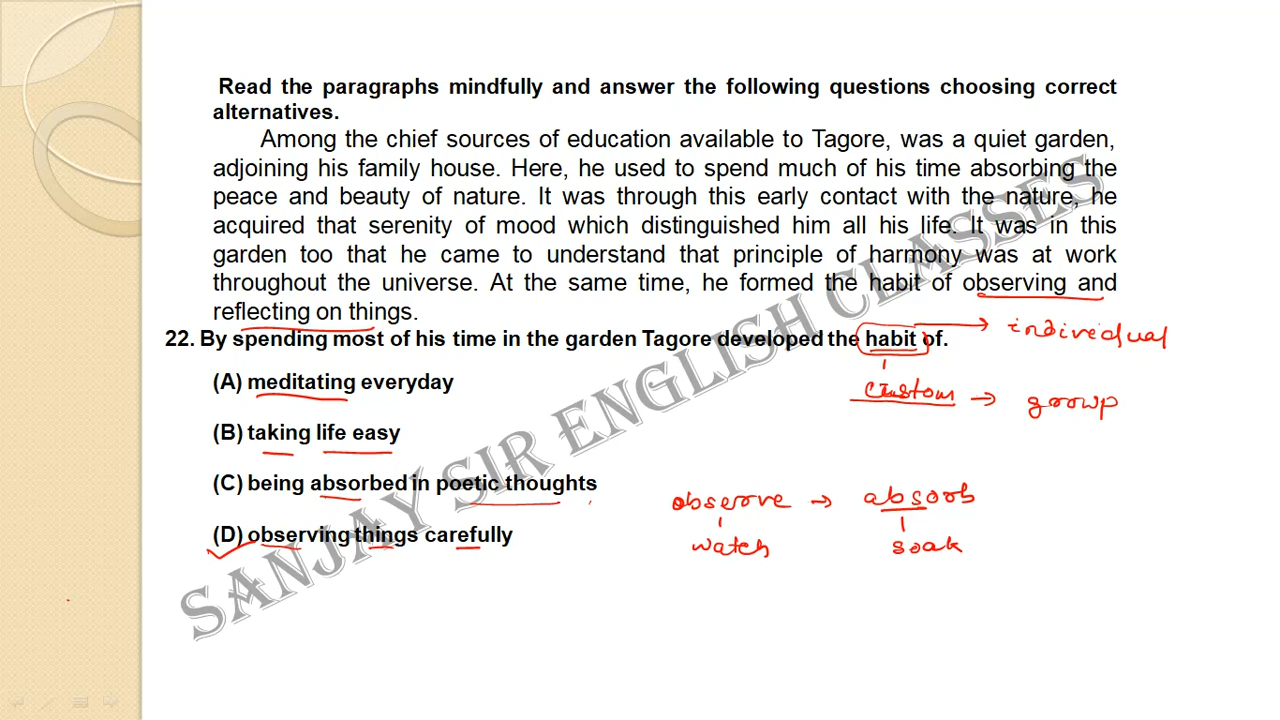 Read the paragraphs mindfully and answer the following questions choosing correct
alternatives.
Among the chief sources of education available to Tagore, was a quiet garden,
adjoining his family house. Here, he used to spend much of his time absorbing the
peace and beauty of nature. It was through this early contact with the nature, he
acquired that serenity of mood which distinguished him all his life. It was in this
garden too that he came to understand that principle of harmony was at work
throughout the universe. At the same time, he formed the habit of observing and
reflecting on things.
22. By spending most of his time in the garden Tagore developed the habit of.
individual
(A) meditating everyday
custom → group
(B) taking life easy
(C) being absorbed in poetic thoughts
observe → absorb
(D) observing things carefully
watch soak
SANJAY SIR ENGLISH CLASSES